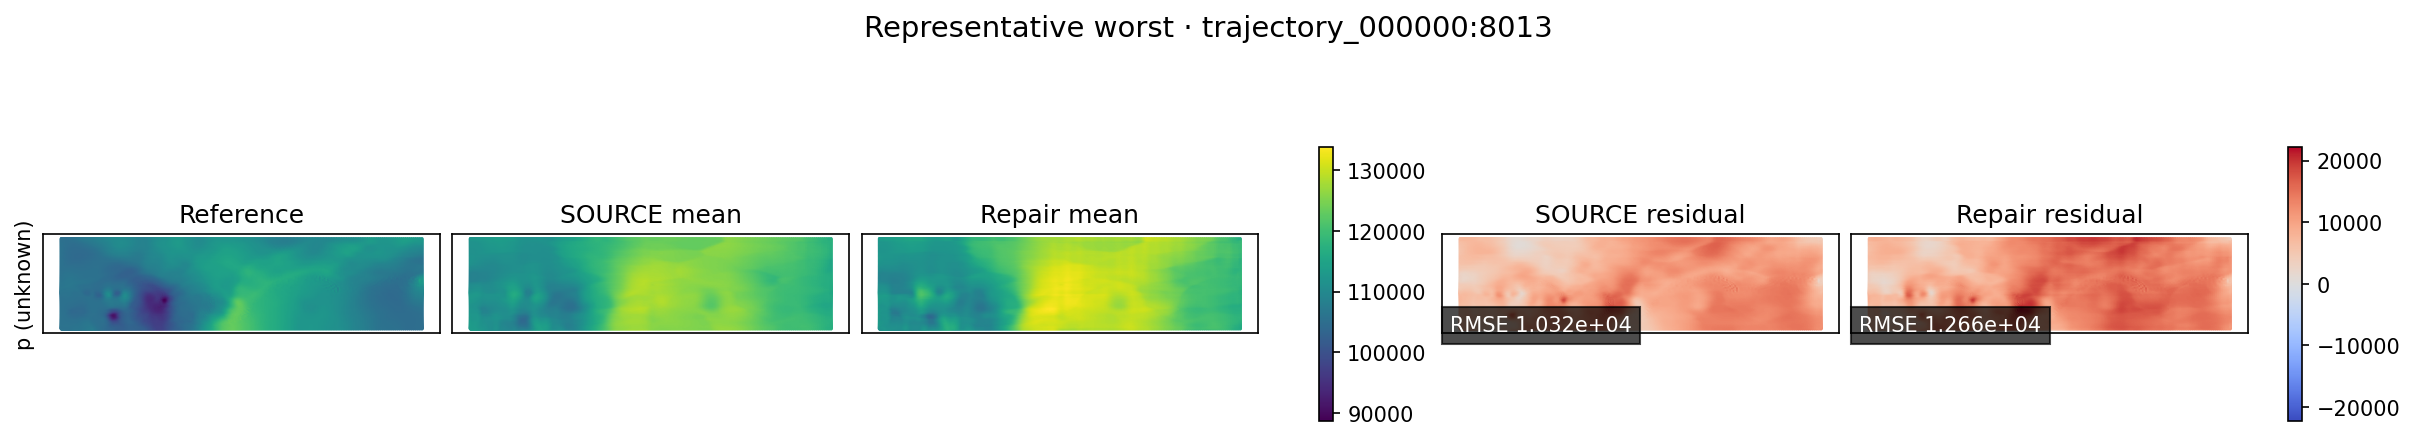 Representative worst · trajectory_000000:8013
p (unknown)
Reference
SOURCE mean
Repair mean
130000
120000
110000
100000
90000
SOURCE residual
RMSE 1.032e+04
Repair residual
RMSE 1.266e+04
20000
10000
0
−10000
−20000